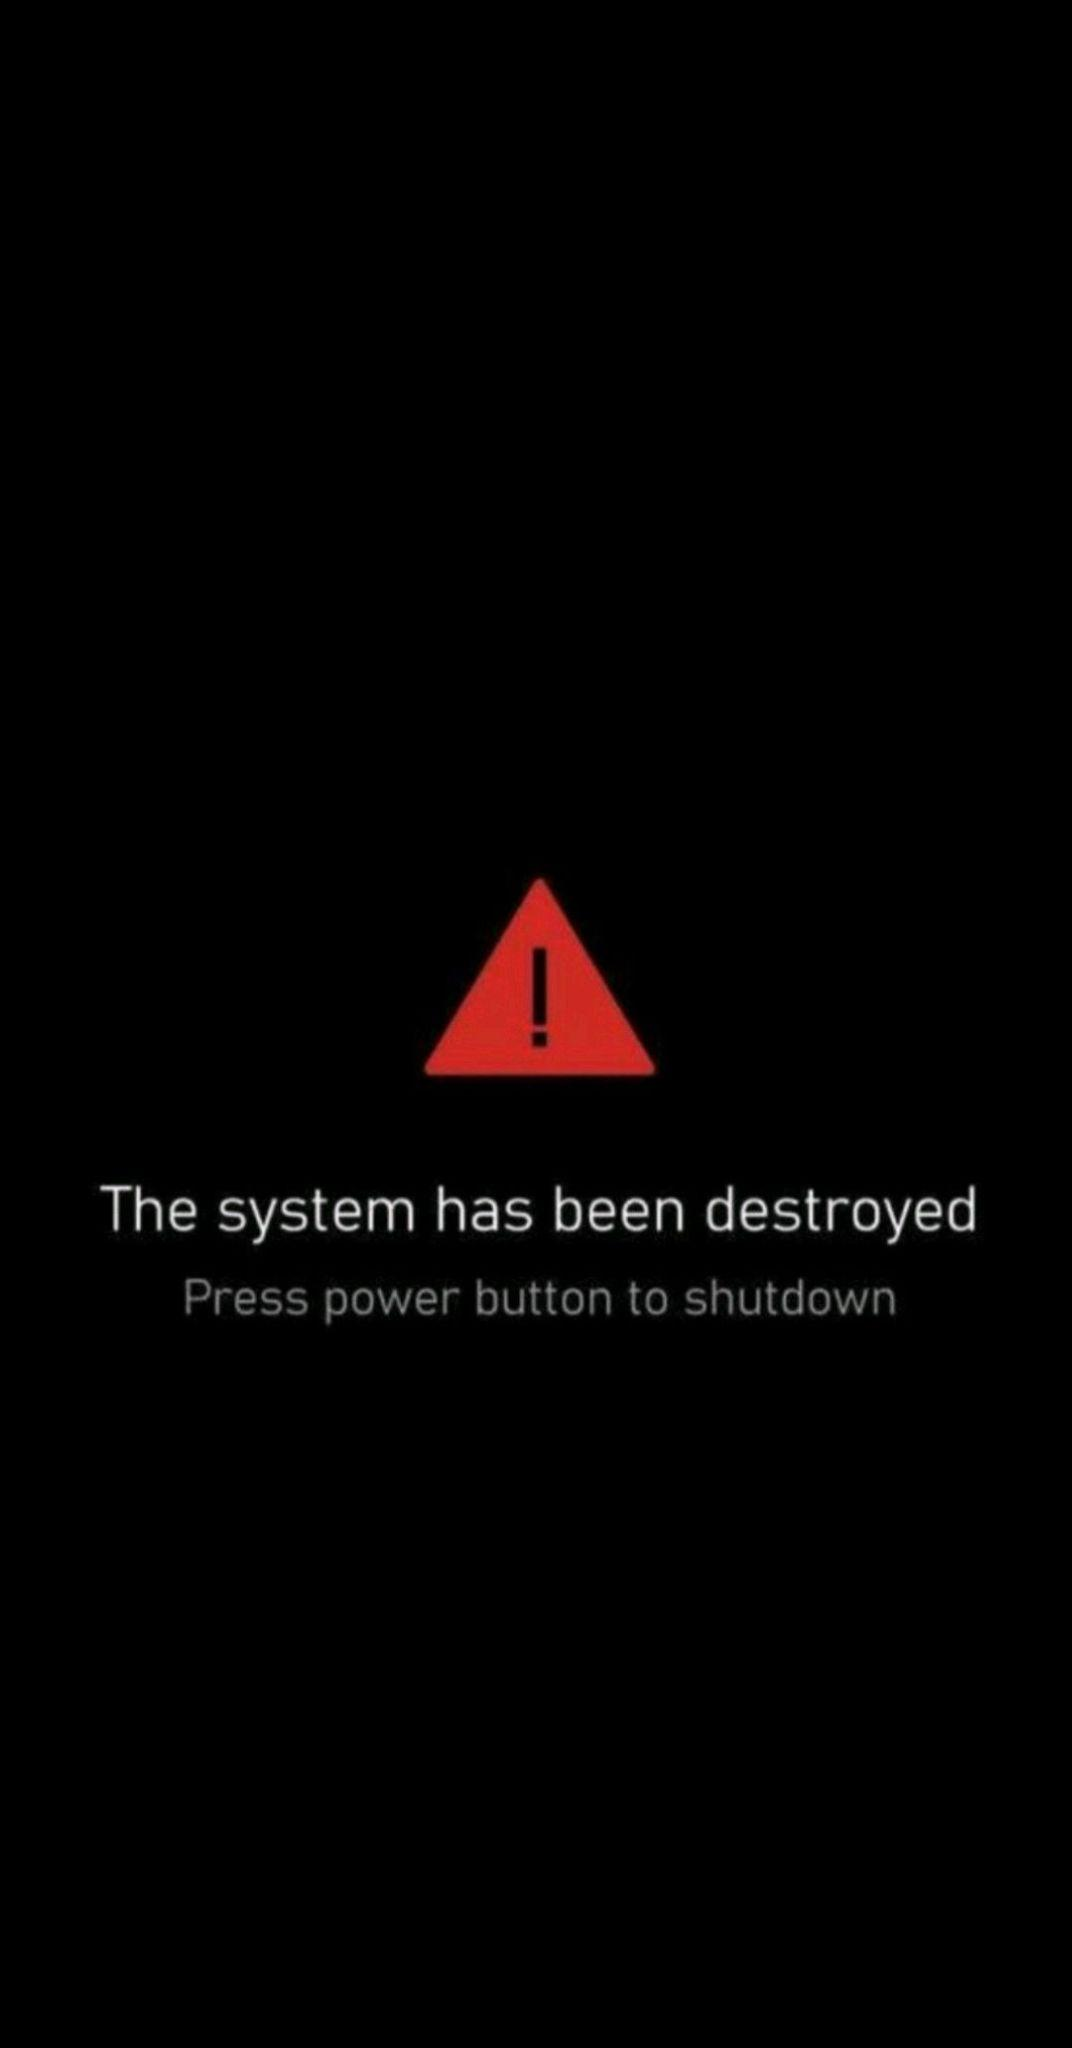 The system has been destroyed
Press power button to shutdown